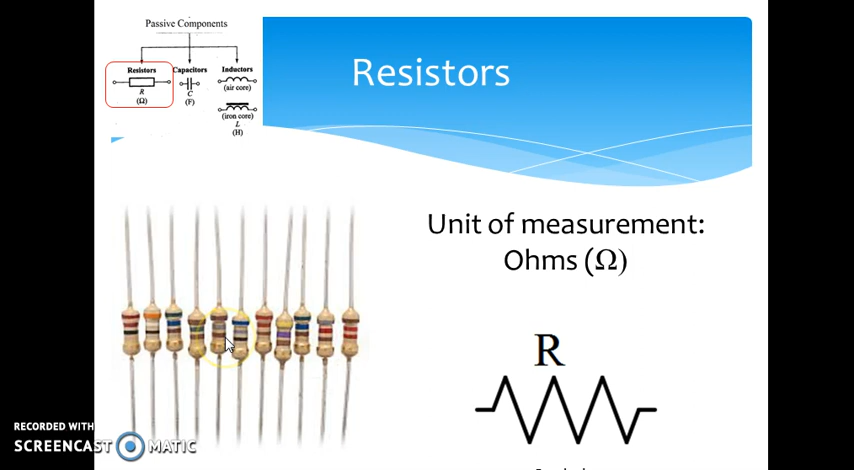 Passive Components
Resistors
R
(Ω)
Capacitors
C
(F)
Inductors
(air core)
(iron core)
L
(H)
Resistors
Unit of measurement:
Ohms (Ω)
R
RECORDED WITH
SCREENCAST MATIC